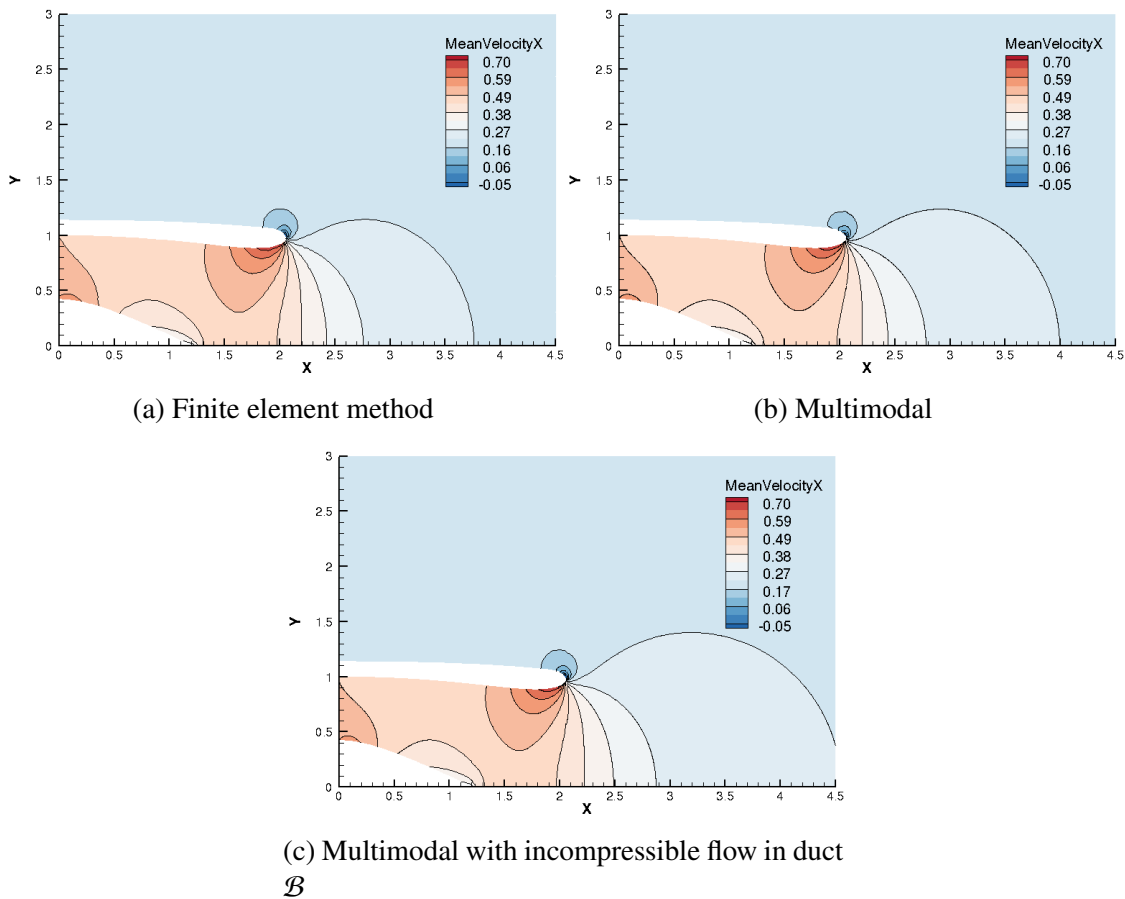 MeanVelocityX
0.70
0.59
0.49
0.38
0.27
0.16
0.06
-0.05
Y
3
2.5
2
1.5
1
0.5
0
0 0.5 1 1.5 2 2.5 3 3.5 4 4.5
X
(a) Finite element method
MeanVelocityX
0.70
0.59
0.49
0.38
0.27
0.16
0.06
-0.05
Y
3
2.5
2
1.5
1
0.5
0
0 0.5 1 1.5 2 2.5 3 3.5 4 4.5
X
(b) Multimodal
MeanVelocityX
0.70
0.59
0.49
0.38
0.27
0.17
0.06
-0.05
Y
3
2.5
2
1.5
1
0.5
0
0 0.5 1 1.5 2 2.5 3 3.5 4 4.5
X
(c) Multimodal with incompressible flow in duct
ℬ